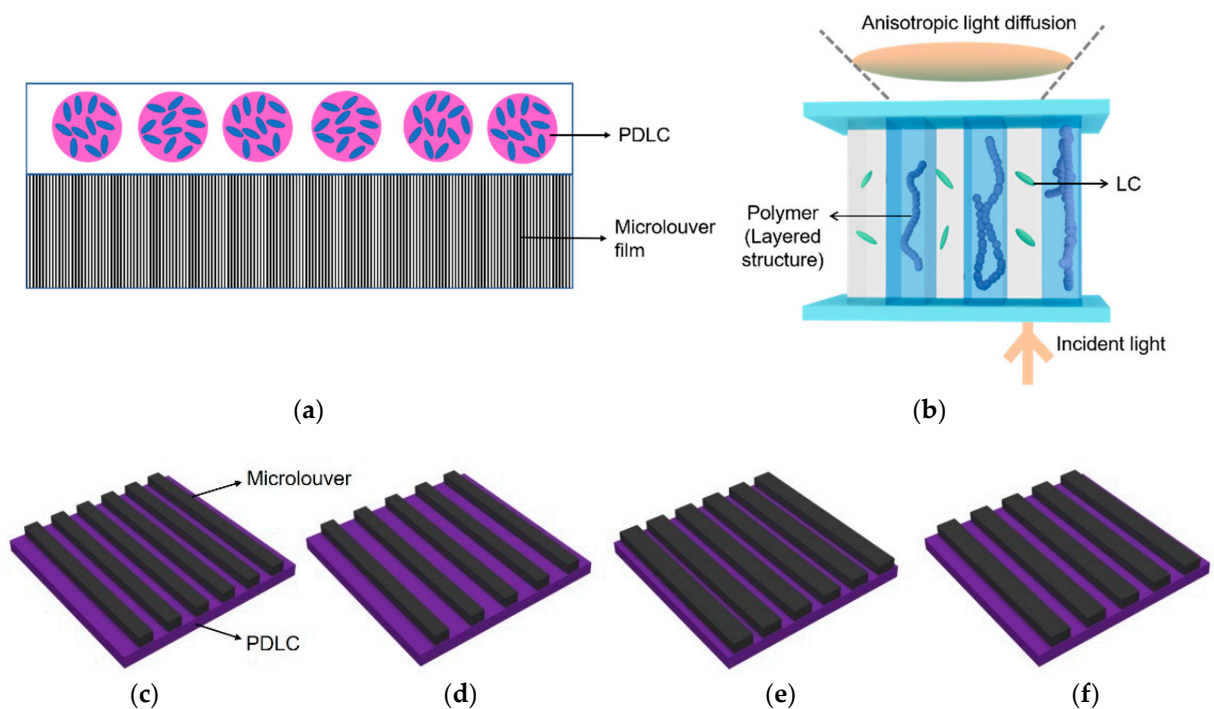 Anisotropic light diffusion
PDLC
Microlouver
film
LC
Polymer
(Layered
structure)
Incident light
(a)
(b)
Microlouver
PDLC
(c)
(d)
(e)
(f)